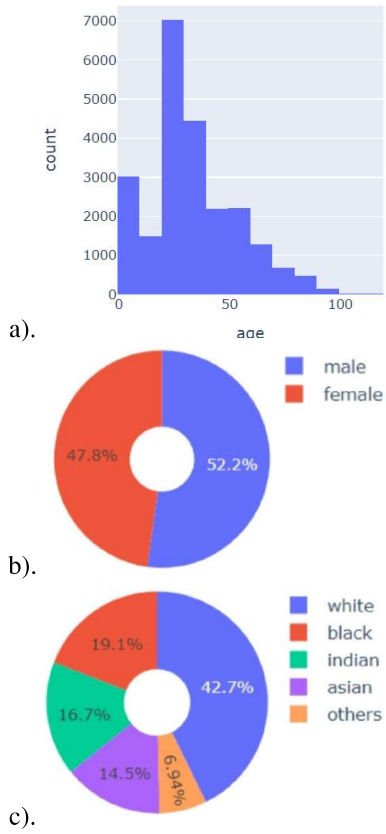 7000
6000
5000
4000
3000
2000
1000
0
count
0 50 100
age
a).
male
female
47.8%
52.2%
b).
white
black
indian
asian
others
19.1%
42.7%
16.7%
14.5%
6.94%
c).